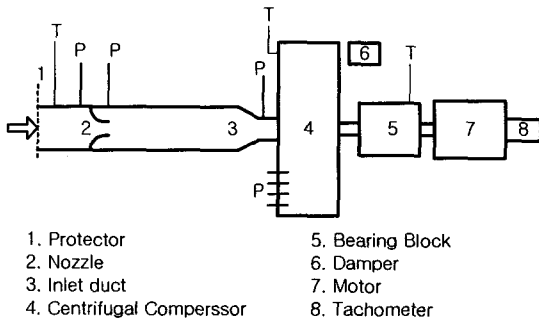 T
T
P
P
1
6
T
P
2
3
4
5
7
8
P
1. Protector
2. Nozzle
3. Inlet duct
4. Centrifugal Comperssor
5. Bearing Block
6. Damper
7. Motor
8. Tachometer